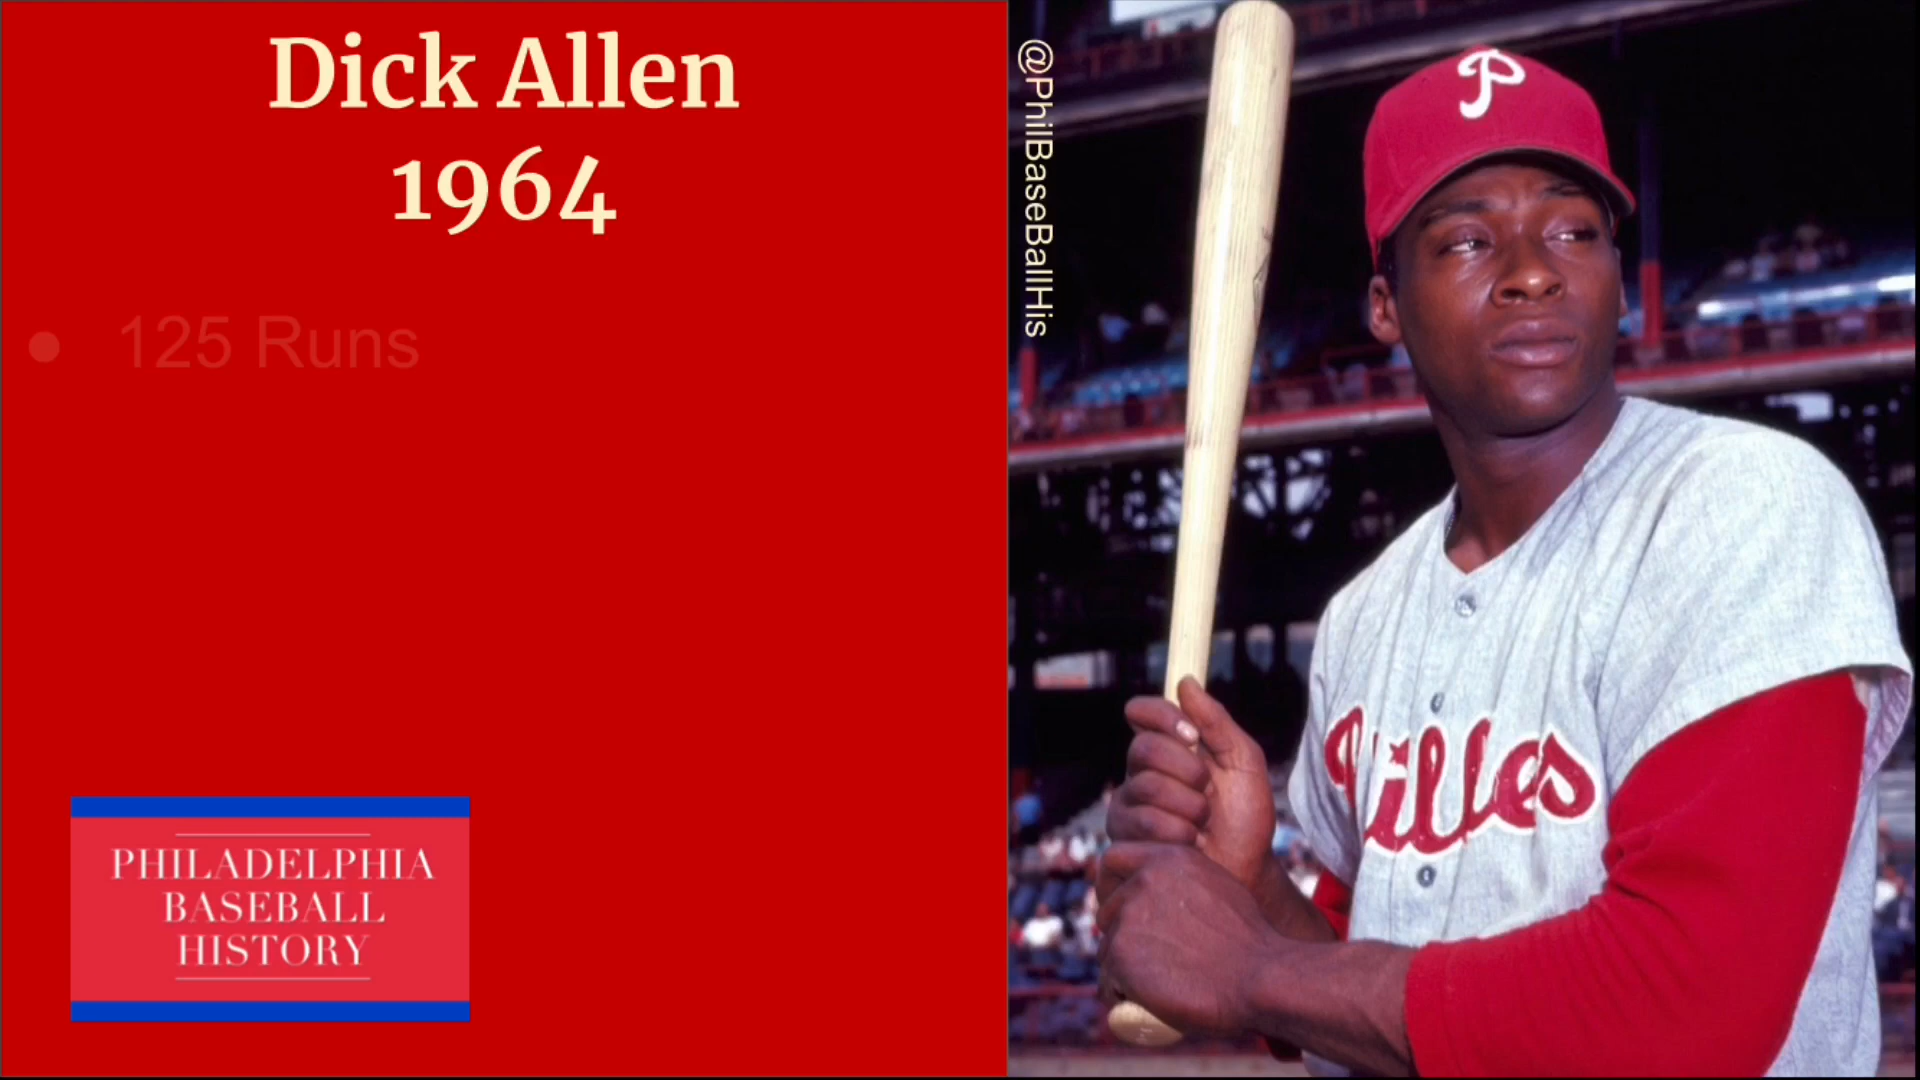 Dick Allen
1964
• 125 Runs
PHILADELPHIA
BASEBALL
HISTORY
@PhilBaseBallHis
P
Phillies